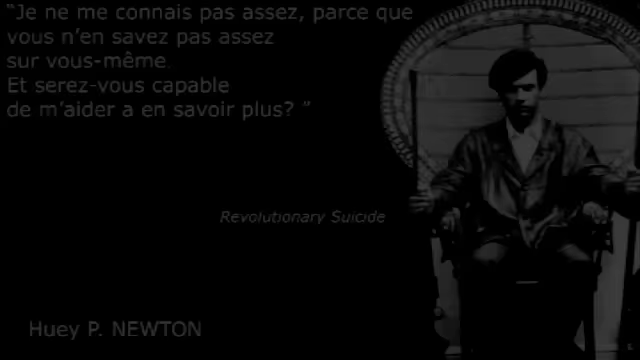 “Je ne me connais pas assez, parce que
vous n’en savez pas assez
sur vous-même.
Et serez-vous capable
de m’aider a en savoir plus? ”
Revolutionary Suicide
Huey P. NEWTON